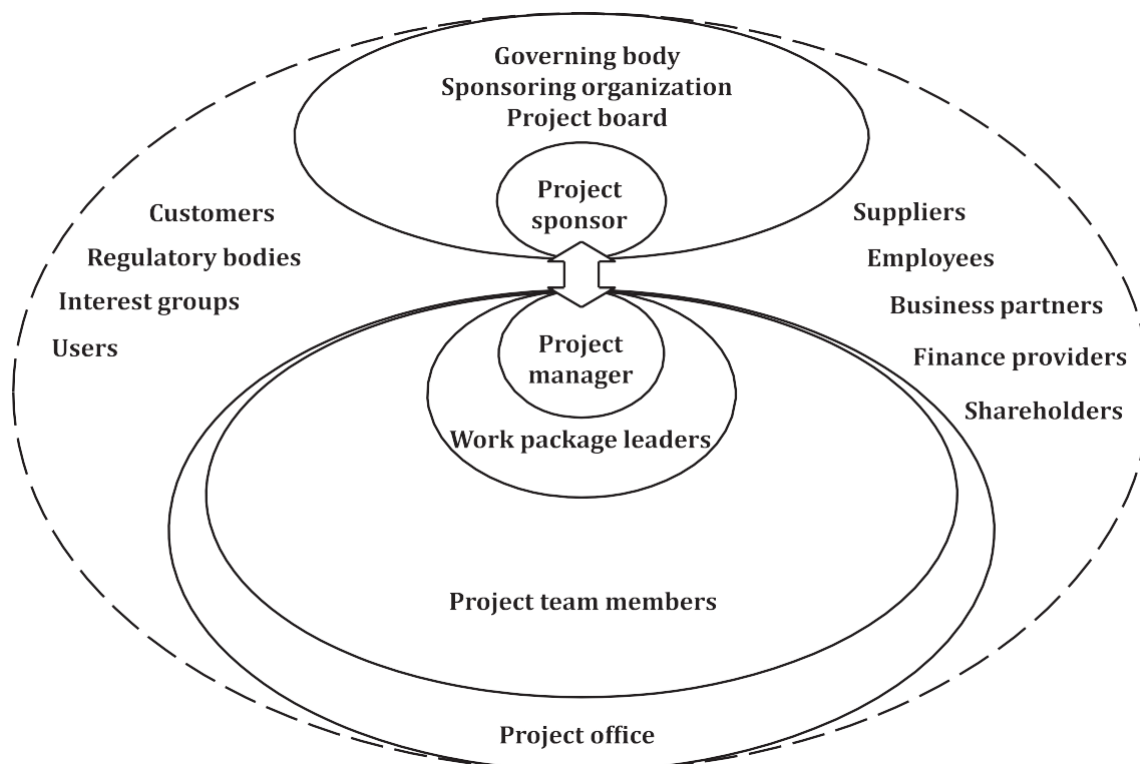 Governing body
Sponsoring organization
Project board
Project
sponsor
Customers
Regulatory bodies
Interest groups
Users
Suppliers
Employees
Business partners
Finance providers
Shareholders
Project
manager
Work package leaders
Project team members
Project office